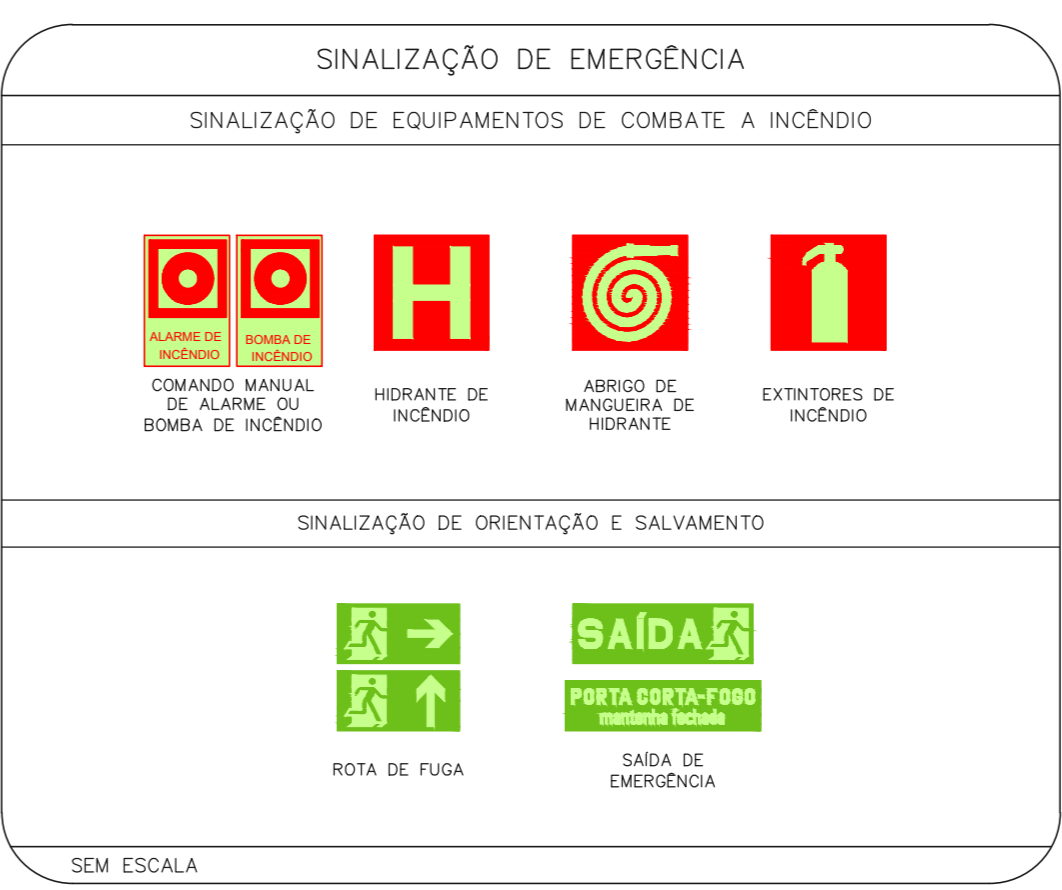 SINALIZAÇÃO DE EMERGÊNCIA
SINALIZAÇÃO DE EQUIPAMENTOS DE COMBATE A INCÊNDIO
ALARME DE
INCÊNDIO
BOMBA DE
INCÊNDIO
H
COMANDO MANUAL
DE ALARME OU
BOMBA DE INCÊNDIO
HIDRANTE DE
INCÊNDIO
ABRIGO DE
MANGUEIRA DE
HIDRANTE
EXTINTORES DE
INCÊNDIO
SINALIZAÇÃO DE ORIENTAÇÃO E SALVAMENTO
SAÍDA
PORTA CORTA-FOGO
mantenha fechada
ROTA DE FUGA
SAÍDA DE
EMERGÊNCIA
SEM ESCALA